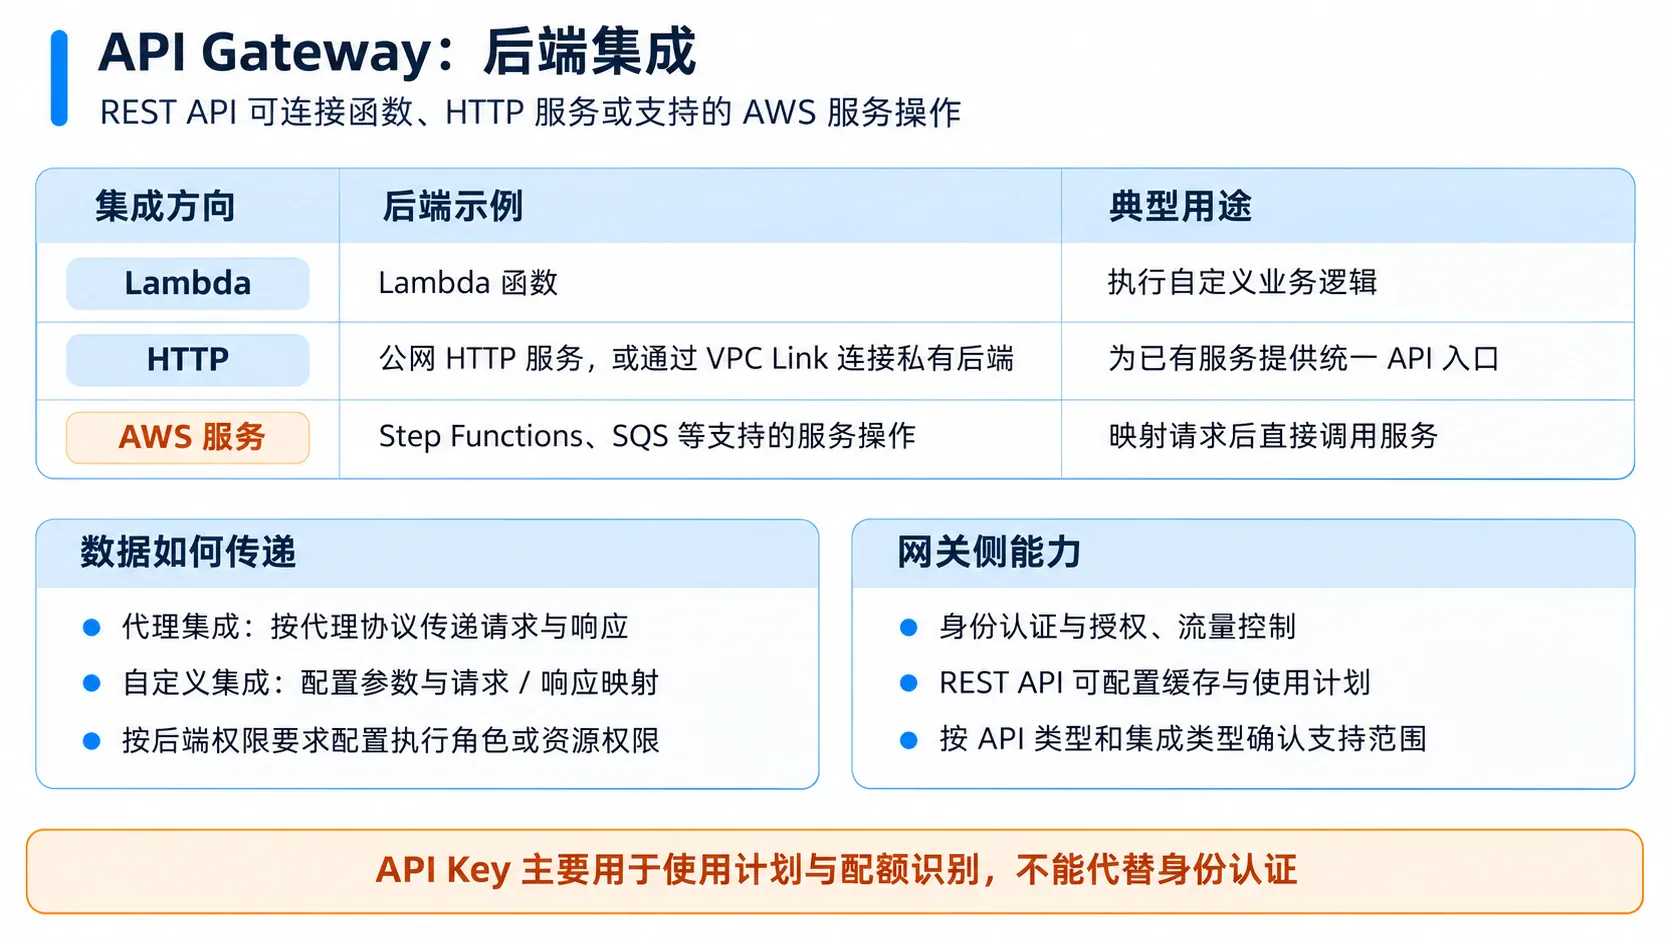 API Gateway：后端集成
REST API 可连接函数、HTTP 服务或支持的 AWS 服务操作
集成方向 后端示例 典型用途
Lambda Lambda 函数 执行自定义业务逻辑
HTTP 公网 HTTP 服务，或通过 VPC Link 连接私有后端 为已有服务提供统一 API 入口
AWS 服务 Step Functions、SQS 等支持的服务操作 映射请求后直接调用服务
数据如何传递
代理集成：按代理协议传递请求与响应
自定义集成：配置参数与请求 / 响应映射
按后端权限要求配置执行角色或资源权限
网关侧能力
身份认证与授权、流量控制
REST API 可配置缓存与使用计划
按 API 类型和集成类型确认支持范围
API Key 主要用于使用计划与配额识别，不能代替身份认证